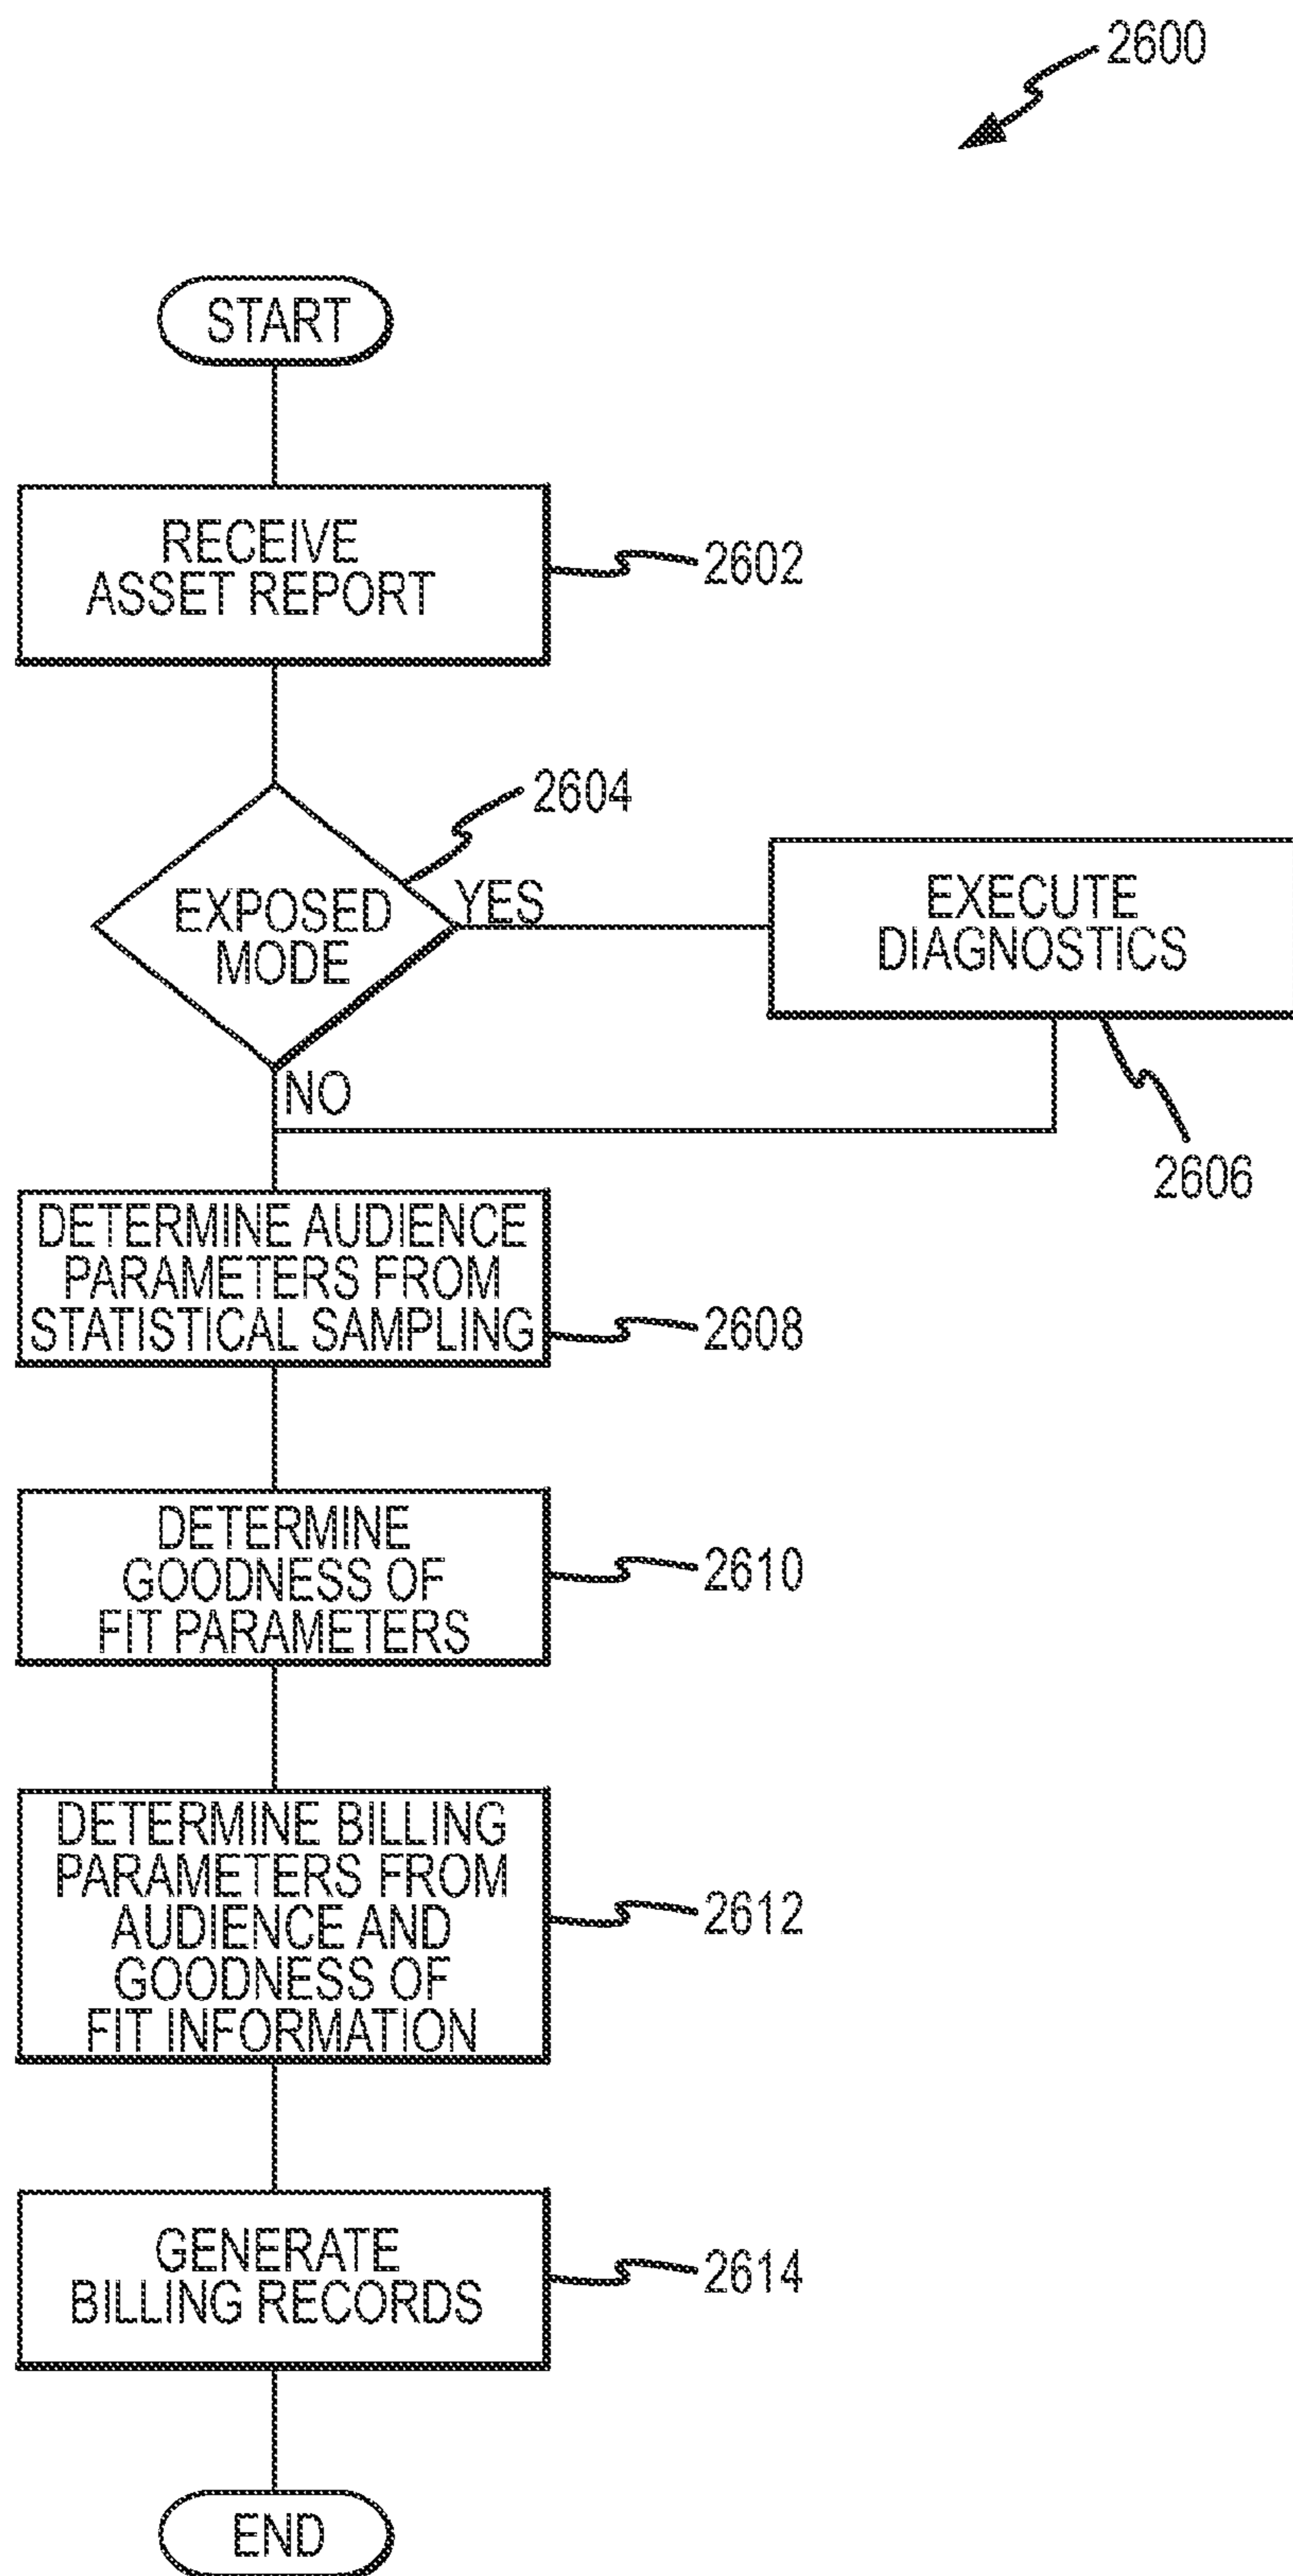 2600
START
RECEIVE
ASSET REPORT
2602
2604
EXPOSED
MODE
YES
EXECUTE
DIAGNOSTICS
NO
2606
DETERMINE AUDIENCE
PARAMETERS FROM
STATISTICAL SAMPLING
2608
DETERMINE
GOODNESS OF
FIT PARAMETERS
2610
DETERMINE BILLING
PARAMETERS FROM
AUDIENCE AND
GOODNESS OF
FIT INFORMATION
2612
GENERATE
BILLING RECORDS
2614
END